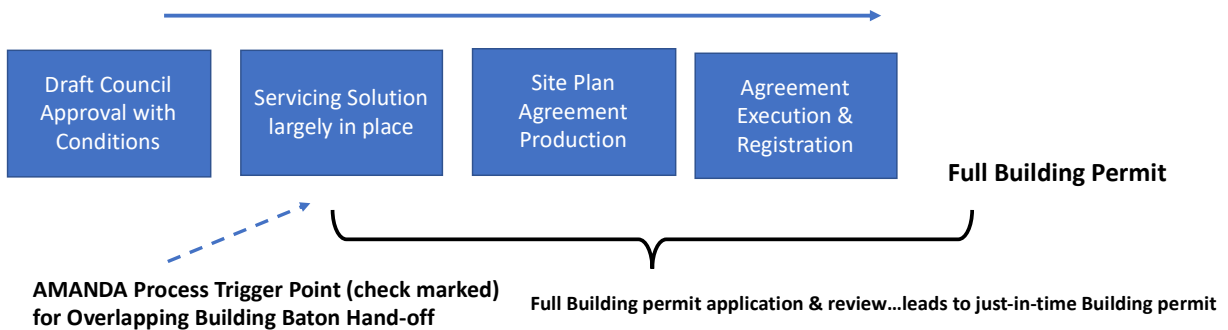 Draft Council
Approval with
Conditions
Servicing Solution
largely in place
Site Plan
Agreement
Production
Agreement
Execution &
Registration
Full Building Permit
AMANDA Process Trigger Point (check marked)
for Overlapping Building Baton Hand-off
Full Building permit application & review...leads to just-in-time Building permit